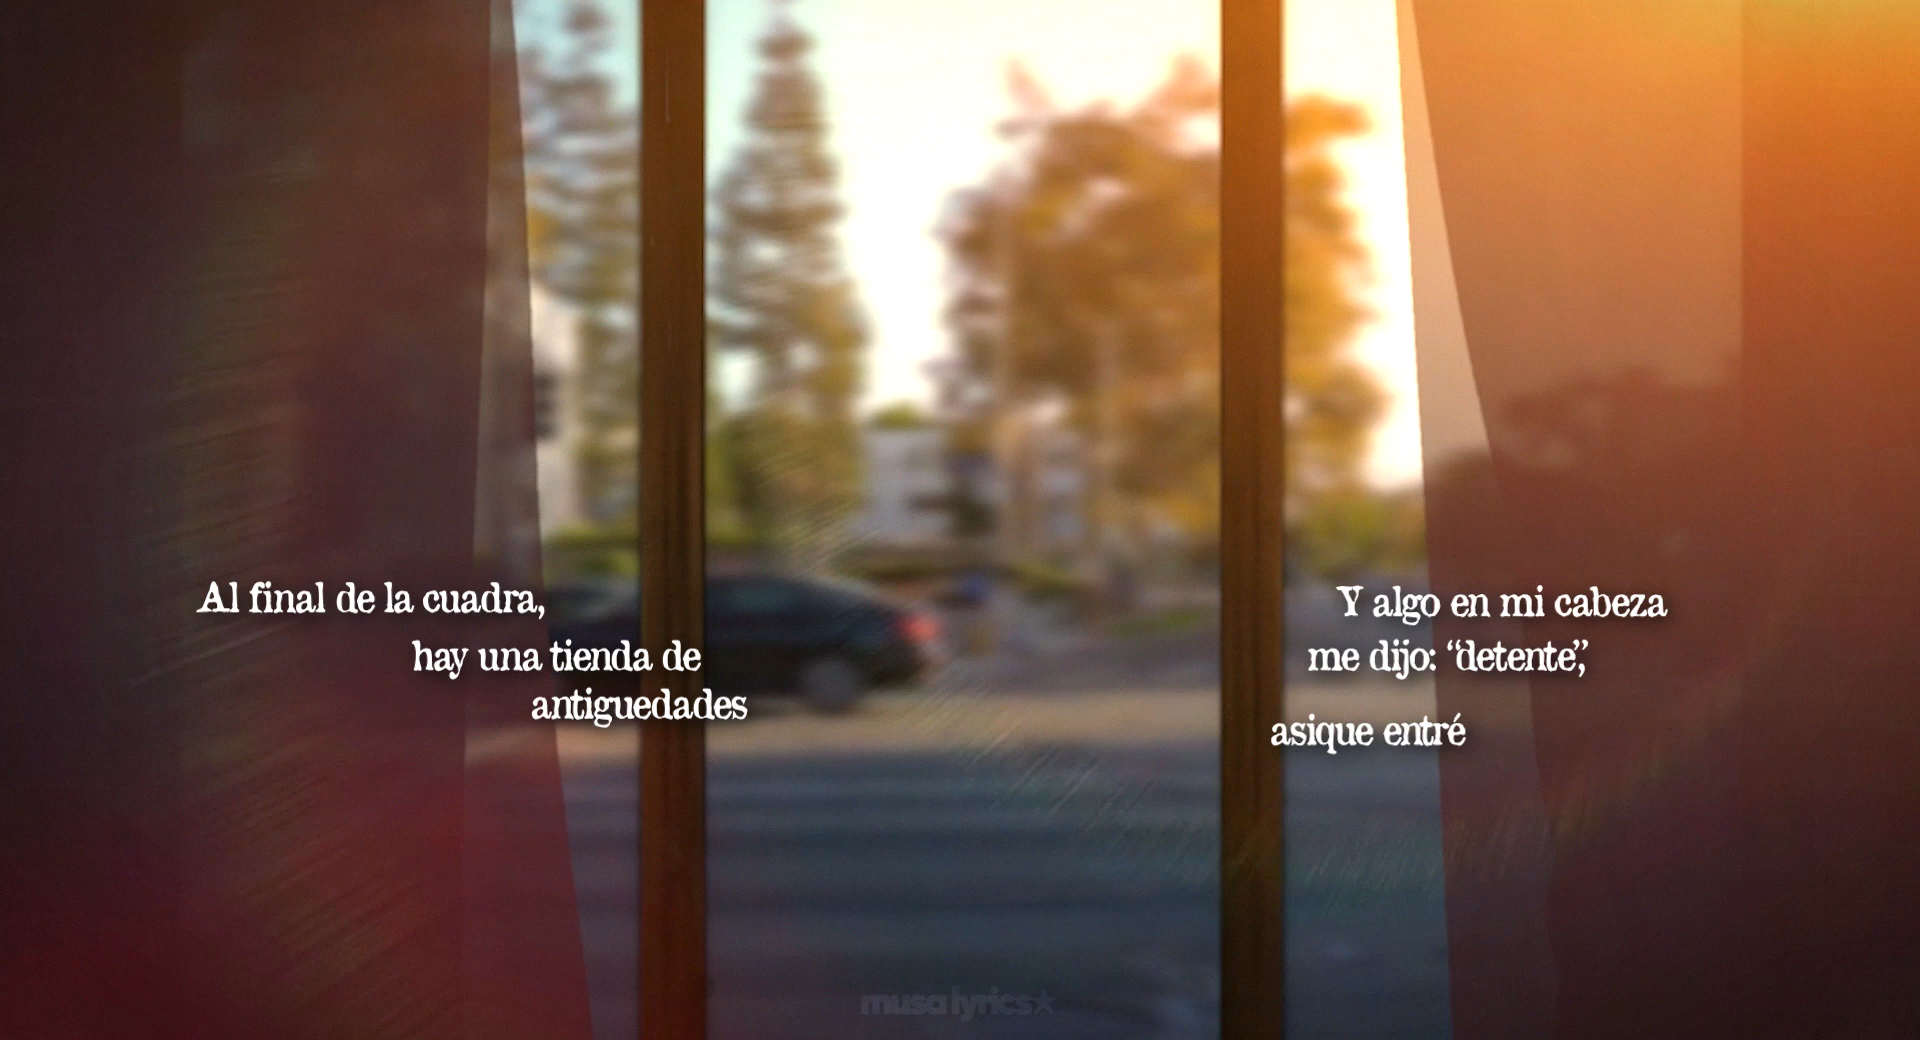 Al final de la cuadra,
hay una tienda de
antiguedades
Y algo en mi cabeza
me dijo: “detente”,
asique entré
musa lyrics★